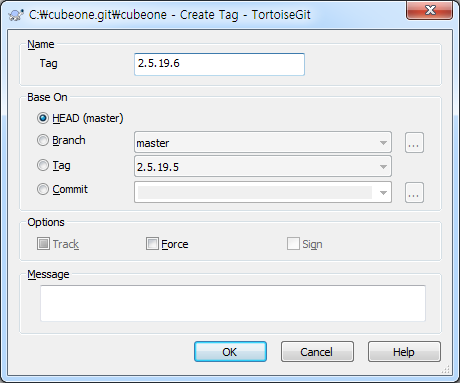 C:₩cubeone.git₩cubeone - Create Tag - TortoiseGit
Name
Tag
2.5.19.6
Base On
HEAD (master)
Branch
master
...
Tag
2.5.19.5
Commit
...
Options
Track
Force
Sign
Message
OK
Cancel
Help